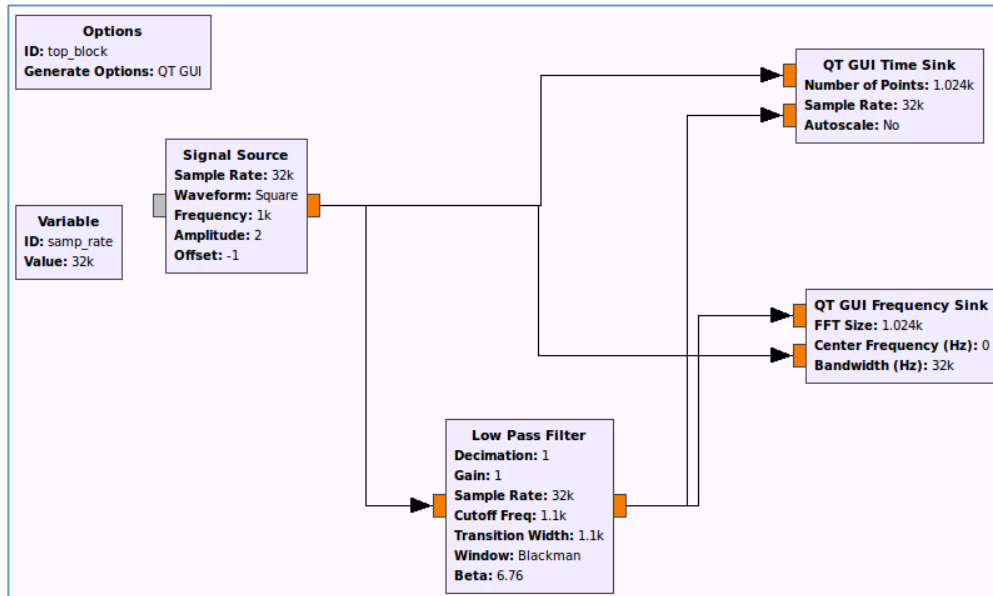 Options
ID: top_block
Generate Options: QT GUI
Variable
ID: samp_rate
Value: 32k
Signal Source
Sample Rate: 32k
Waveform: Square
Frequency: 1k
Amplitude: 2
Offset: -1
Low Pass Filter
Decimation: 1
Gain: 1
Sample Rate: 32k
Cutoff Freq: 1.1k
Transition Width: 1.1k
Window: Blackman
Beta: 6.76
QT GUI Time Sink
Number of Points: 1.024k
Sample Rate: 32k
Autoscale: No
QT GUI Frequency Sink
FFT Size: 1.024k
Center Frequency (Hz): 0
Bandwidth (Hz): 32k